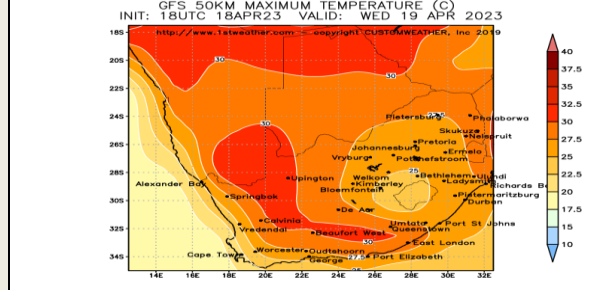 GFS 50KM MAXIMUM TEMPERATURE (C)
INIT: 18UTC 18APR23 VALID: WED 19 APR 2023
http://www.1stweather.com - copyright CUSTOMWEATHER, Inc 2019
18S
20S
22S
24S
26S
28S
30S
32S
34S
30
30
30
Pietersburg
Phalaborwa
Skukuza
Nelspruit
Pretoria
Johannesburg
Ermelo
Vryburg
Potchefstroom
25
Bethlehem
Ulundi
Upington
Welkom
Ladysmith
Alexander Bay
Kimberley
Richards Ba
Bloemfontein
Springbok
Pietermaritzburg
Durban
De Aar
Calvinia
Umtata
Port St Johns
Vredendal
Queenstown
Beaufort West
30
East London
Worcester
Oudtshoorn
Cape Town
George
27.5
Port Elizabeth
25
14E 16E 18E 20E 22E 24E 26E 28E 30E 32E
40
37.5
35
32.5
30
27.5
25
22.5
20
17.5
15
10